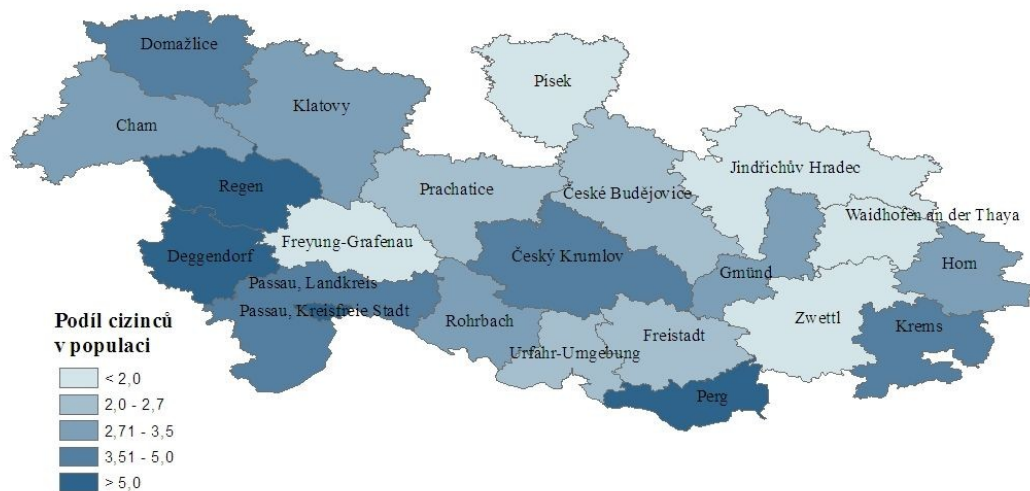 Domažlice
Písek
Klatovy
Cham
Jindřichův Hradec
Regen
Prachatice
České Budějovice
Waidhofen an der Thaya
Freyung-Grafenau
Deggendorf
Český Krumlov
Horn
Gmünd
Passau, Landkreis
Passau, Kreisfreie Stadt
Zwettl
Krems
Rohrbach
Freistadt
Urfahr-Umgebung
Perg
Podíl cizinců
v populaci
< 2,0
2,0 - 2,7
2,71 - 3,5
3,51 - 5,0
> 5,0